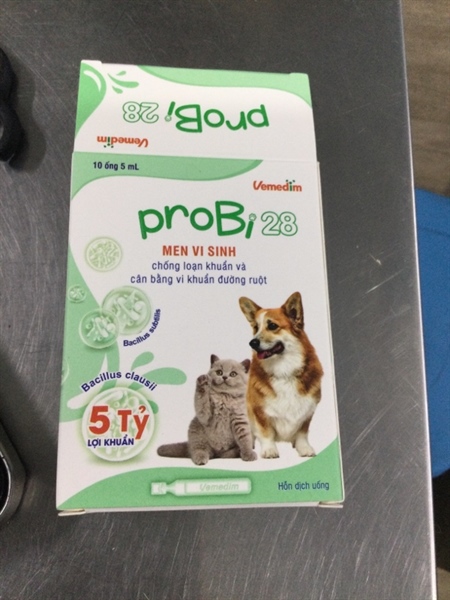 proBi 28
Vemedim
10 ống 5 mL
Vemedim
proBi 28
MEN VI SINH
chống loạn khuẩn và
cân bằng vi khuẩn đường ruột
Bacillus subtilis
Bacillus clausii
5 Tỷ
LỢI KHUẨN
Vemedim
Hỗn dịch uống